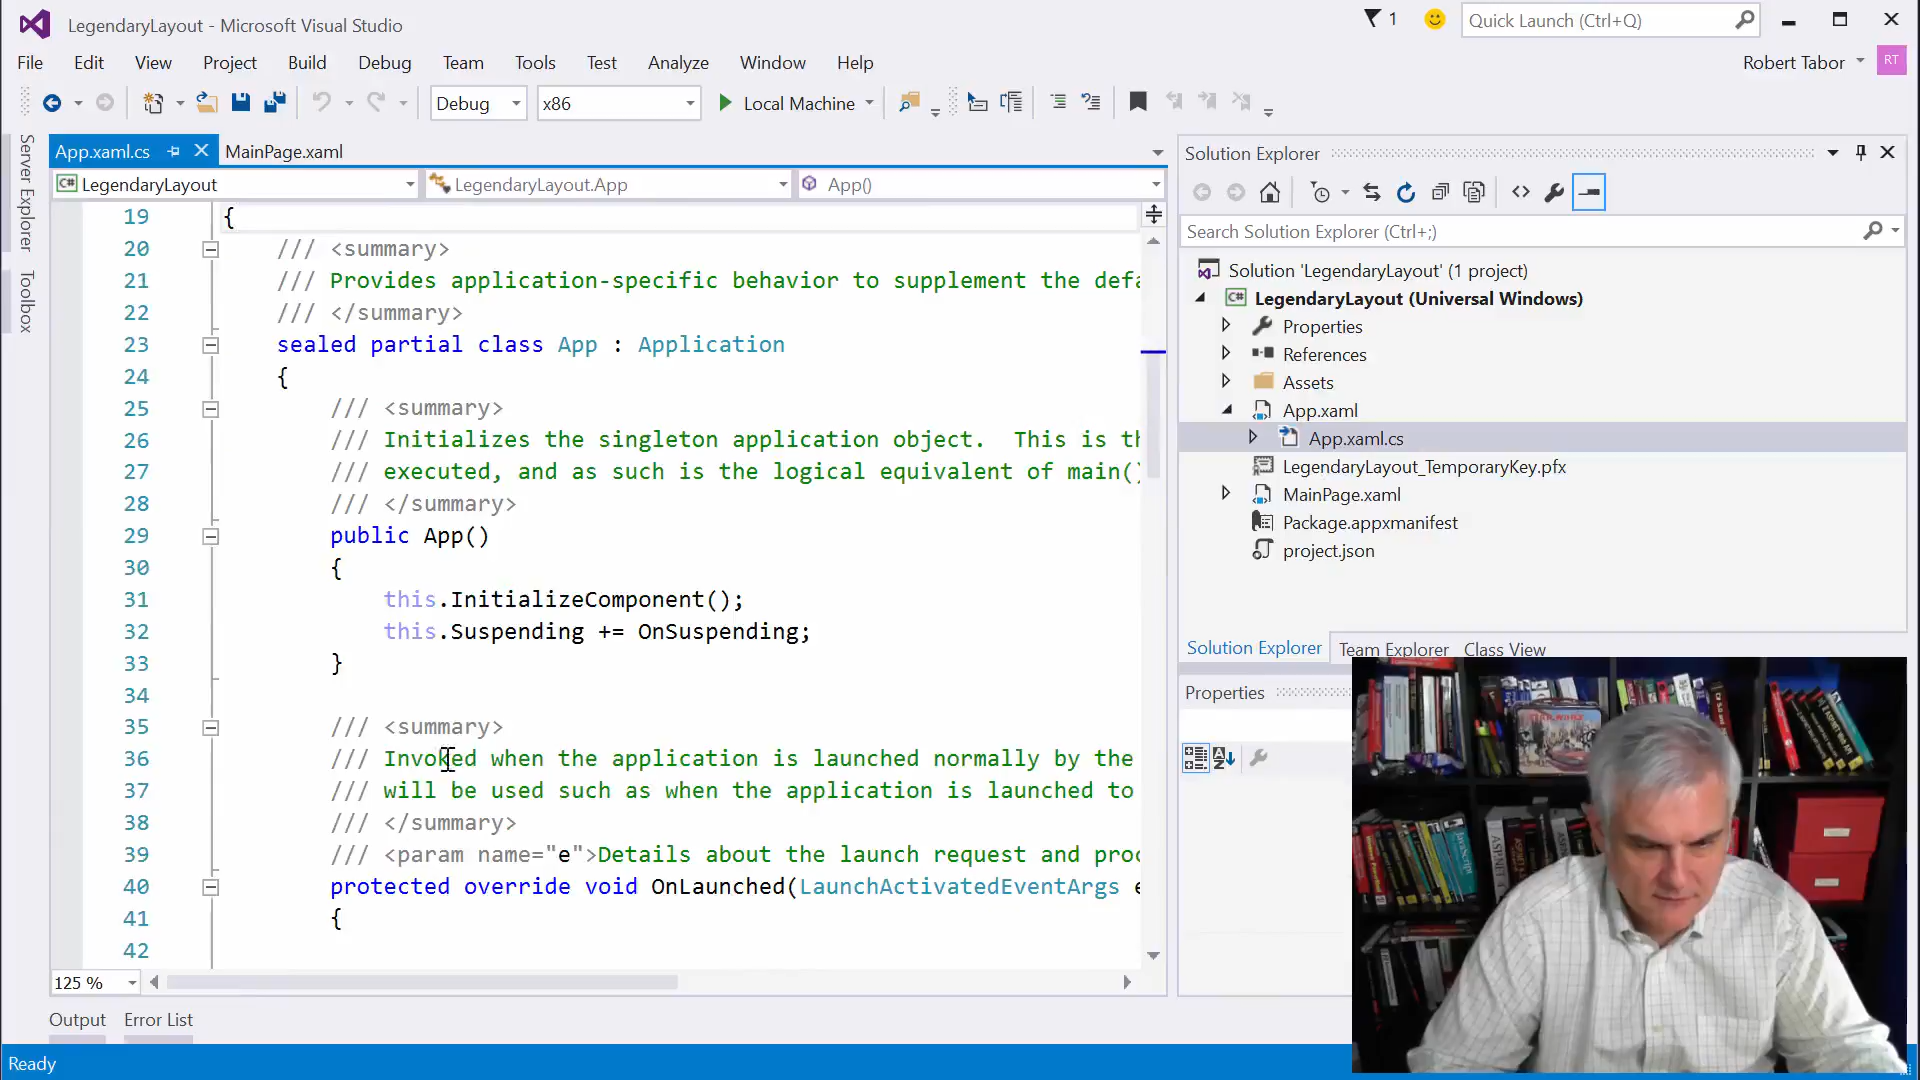 LegendaryLayout - Microsoft Visual Studio
1
Quick Launch (Ctrl+Q)
File Edit View Project Build Debug Team Tools Test Analyze Window Help
Robert Tabor
RT
Debug
x86
Local Machine
Server Explorer
Toolbox
App.xaml.cs
MainPage.xaml
C# LegendaryLayout
LegendaryLayout.App
App()
19 {
20 /// <summary>
21 /// Provides application-specific behavior to supplement the defa
22 /// </summary>
23 sealed partial class App : Application
24 {
25 /// <summary>
26 /// Initializes the singleton application object.  This is th
27 /// executed, and as such is the logical equivalent of main()
28 /// </summary>
29 public App()
30 {
31 this.InitializeComponent();
32 this.Suspending += OnSuspending;
33 }
34
35 /// <summary>
36 /// Invoked when the application is launched normally by the
37 /// will be used such as when the application is launched to
38 /// </summary>
39 /// <param name="e">Details about the launch request and proc
40 protected override void OnLaunched(LaunchActivatedEventArgs e
41 {
42
125 %
Output Error List
Ready
Solution Explorer
Search Solution Explorer (Ctrl+;)
Solution 'LegendaryLayout' (1 project)
C# LegendaryLayout (Universal Windows)
Properties
References
Assets
App.xaml
App.xaml.cs
LegendaryLayout_TemporaryKey.pfx
MainPage.xaml
Package.appxmanifest
project.json
Solution Explorer Team Explorer Class View
Properties